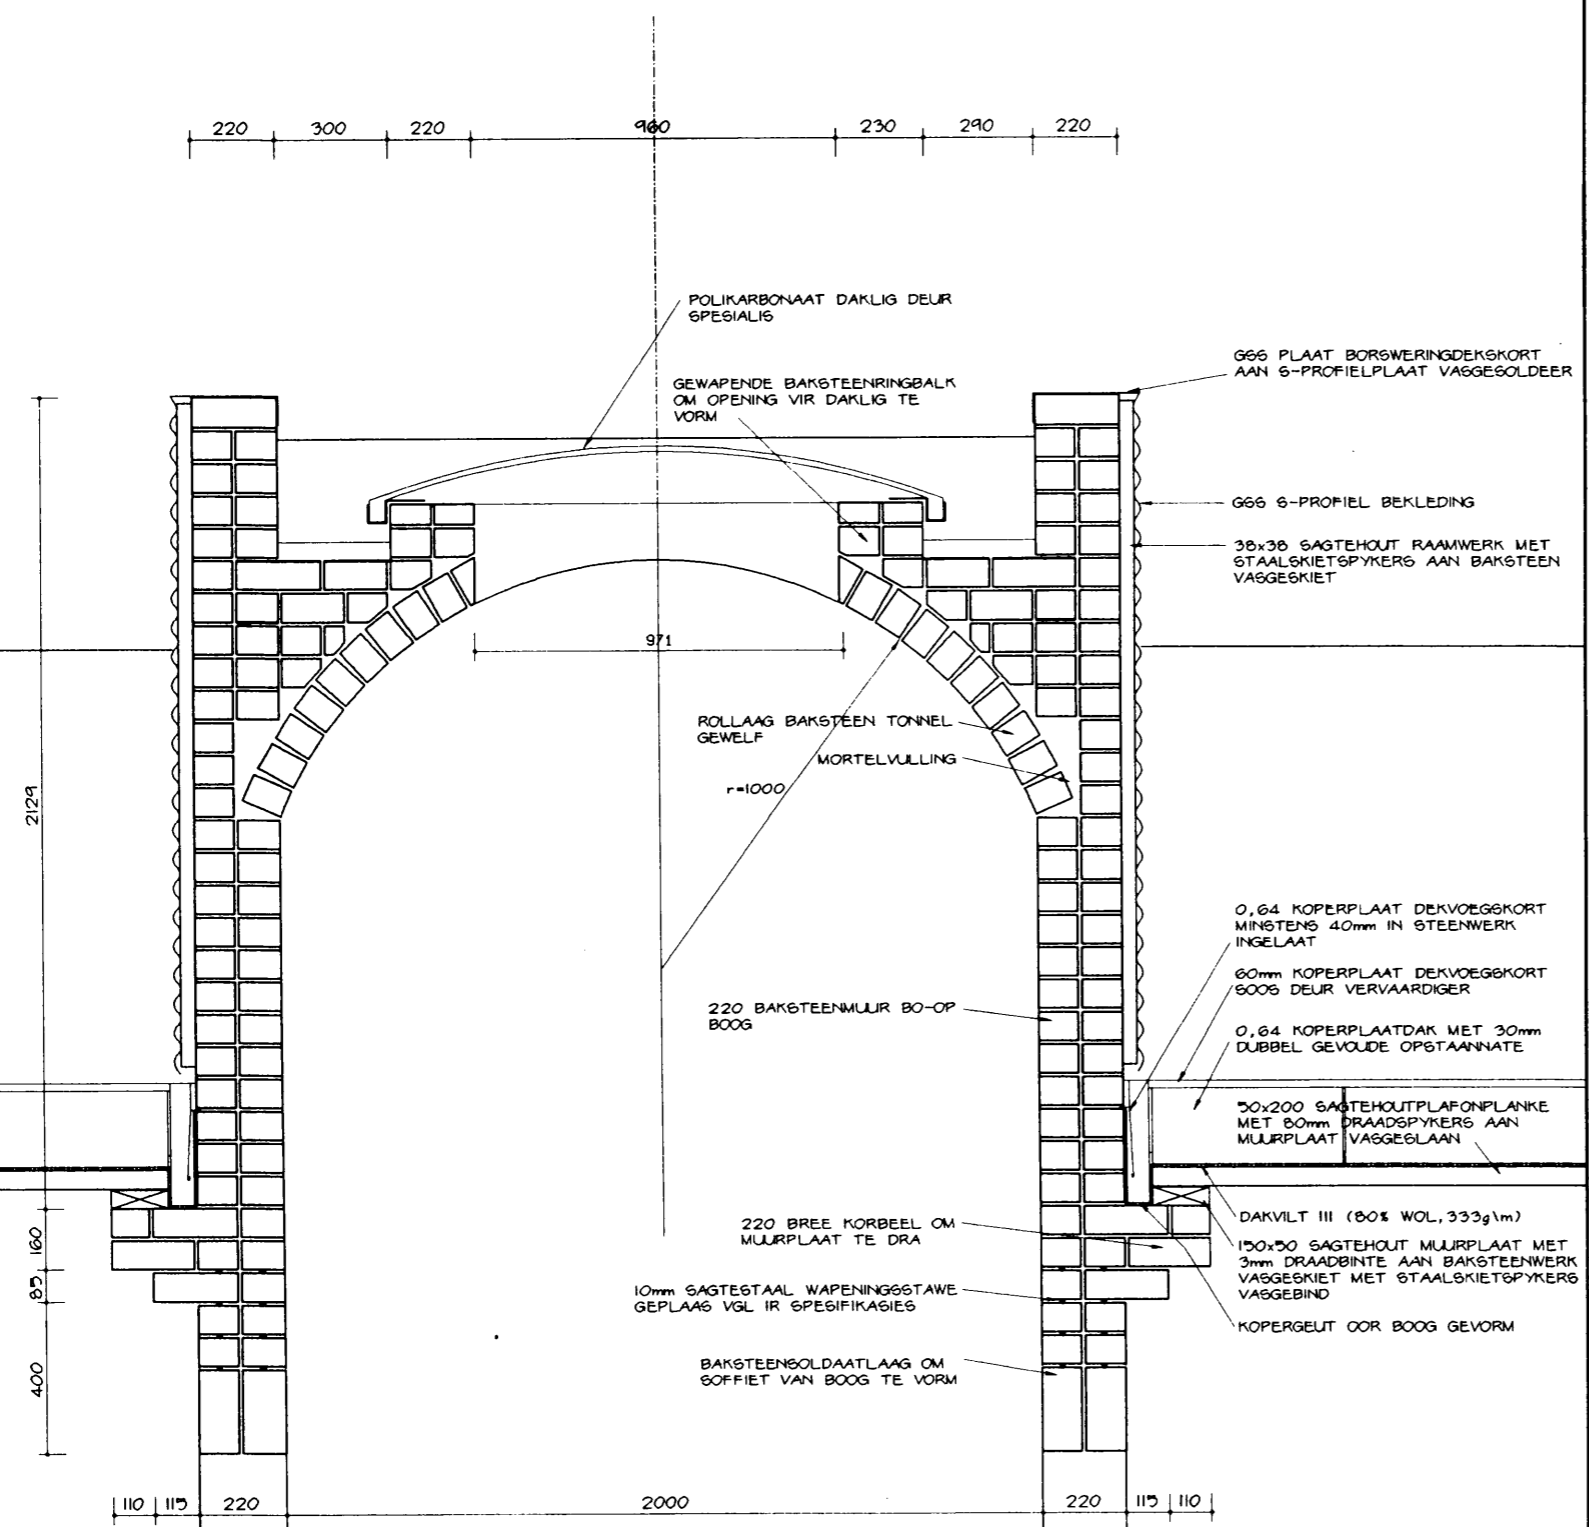 220 300 220 960 230 290 220
POLIKARBONAAT DAKLIG DEUR
SPESIALIS
GEWAPENDE BAKSTEENRINGBALK
OM OPENING VIR DAKLIG TE
VORM
GSS PLAAT BORSWERINGDEKSKORT
AAN S-PROFIELPLAAT VASGESOLDEER
GSS S-PROFIEL BEKLEDING
38x38 SAGTEHOUT RAAMWERK MET
STAALSKIETSPYKERS AAN BAKSTEEN
VASGESKIET
971
ROLLAAG BAKSTEEN TONNEL
GEWELF
MORTELVULLING
r=1000
2129
0,64 KOPERPLAAT DEKVOEGSKORT
MINSTENS 40mm IN STEENWERK
INGELAAT
60mm KOPERPLAAT DEKVOEGSKORT
SOOS DEUR VERVAARDIGER
220 BAKSTEENMUUR BO-OP
BOOG
0,64 KOPERPLAATDAK MET 30mm
DUBBEL GEVOUDE OPSTAANNATE
50x200 SAGTEHOUTPLAFONPLANKE
MET 80mm DRAADSPYKERS AAN
MUURPLAAT VASGESLAAN
220 BREE KORBEEL OM
MUURPLAAT TE DRA
DAKVILT III (80% WOL, 333g\m)
150x50 SAGTEHOUT MUURPLAAT MET
3mm DRAADBINTE AAN BAKSTEENWERK
VASGESKIET MET STAALSKIETSPYKERS
VASGEBIND
160
85
10mm SAGTESTAAL WAPENINGSSTAWE
GEPLAAS VGL IR SPESIFIKASIES
KOPERGEUT OOR BOOG GEVORM
400
BAKSTEENSOLDAATLAAG OM
SOFFIET VAN BOOG TE VORM
110 115 220 2000 220 115 110